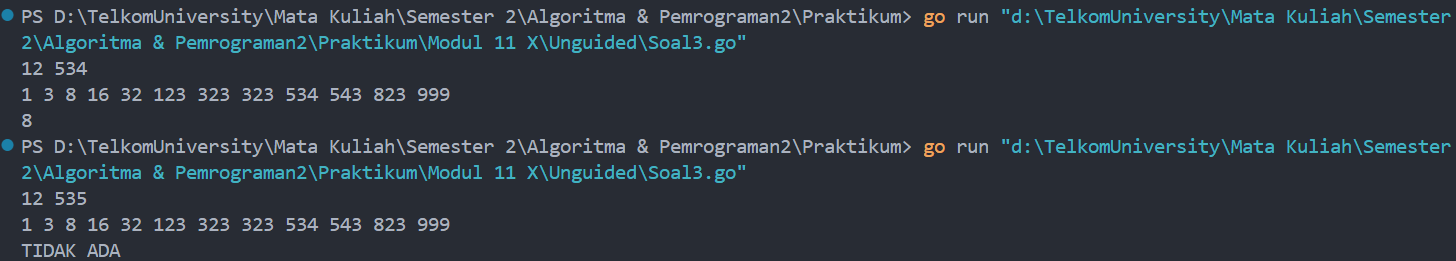 PS D:\TelkomUniversity\Mata Kuliah\Semester 2\Algoritma & Pemrograman2\Praktikum> go run "d:\TelkomUniversity\Mata Kuliah\Semester
2\Algoritma & Pemrograman2\Praktikum\Modul 11 X\Unguided\Soal3.go"
12 534
1 3 8 16 32 123 323 323 534 543 823 999
8
PS D:\TelkomUniversity\Mata Kuliah\Semester 2\Algoritma & Pemrograman2\Praktikum> go run "d:\TelkomUniversity\Mata Kuliah\Semester
2\Algoritma & Pemrograman2\Praktikum\Modul 11 X\Unguided\Soal3.go"
12 535
1 3 8 16 32 123 323 323 534 543 823 999
TIDAK ADA